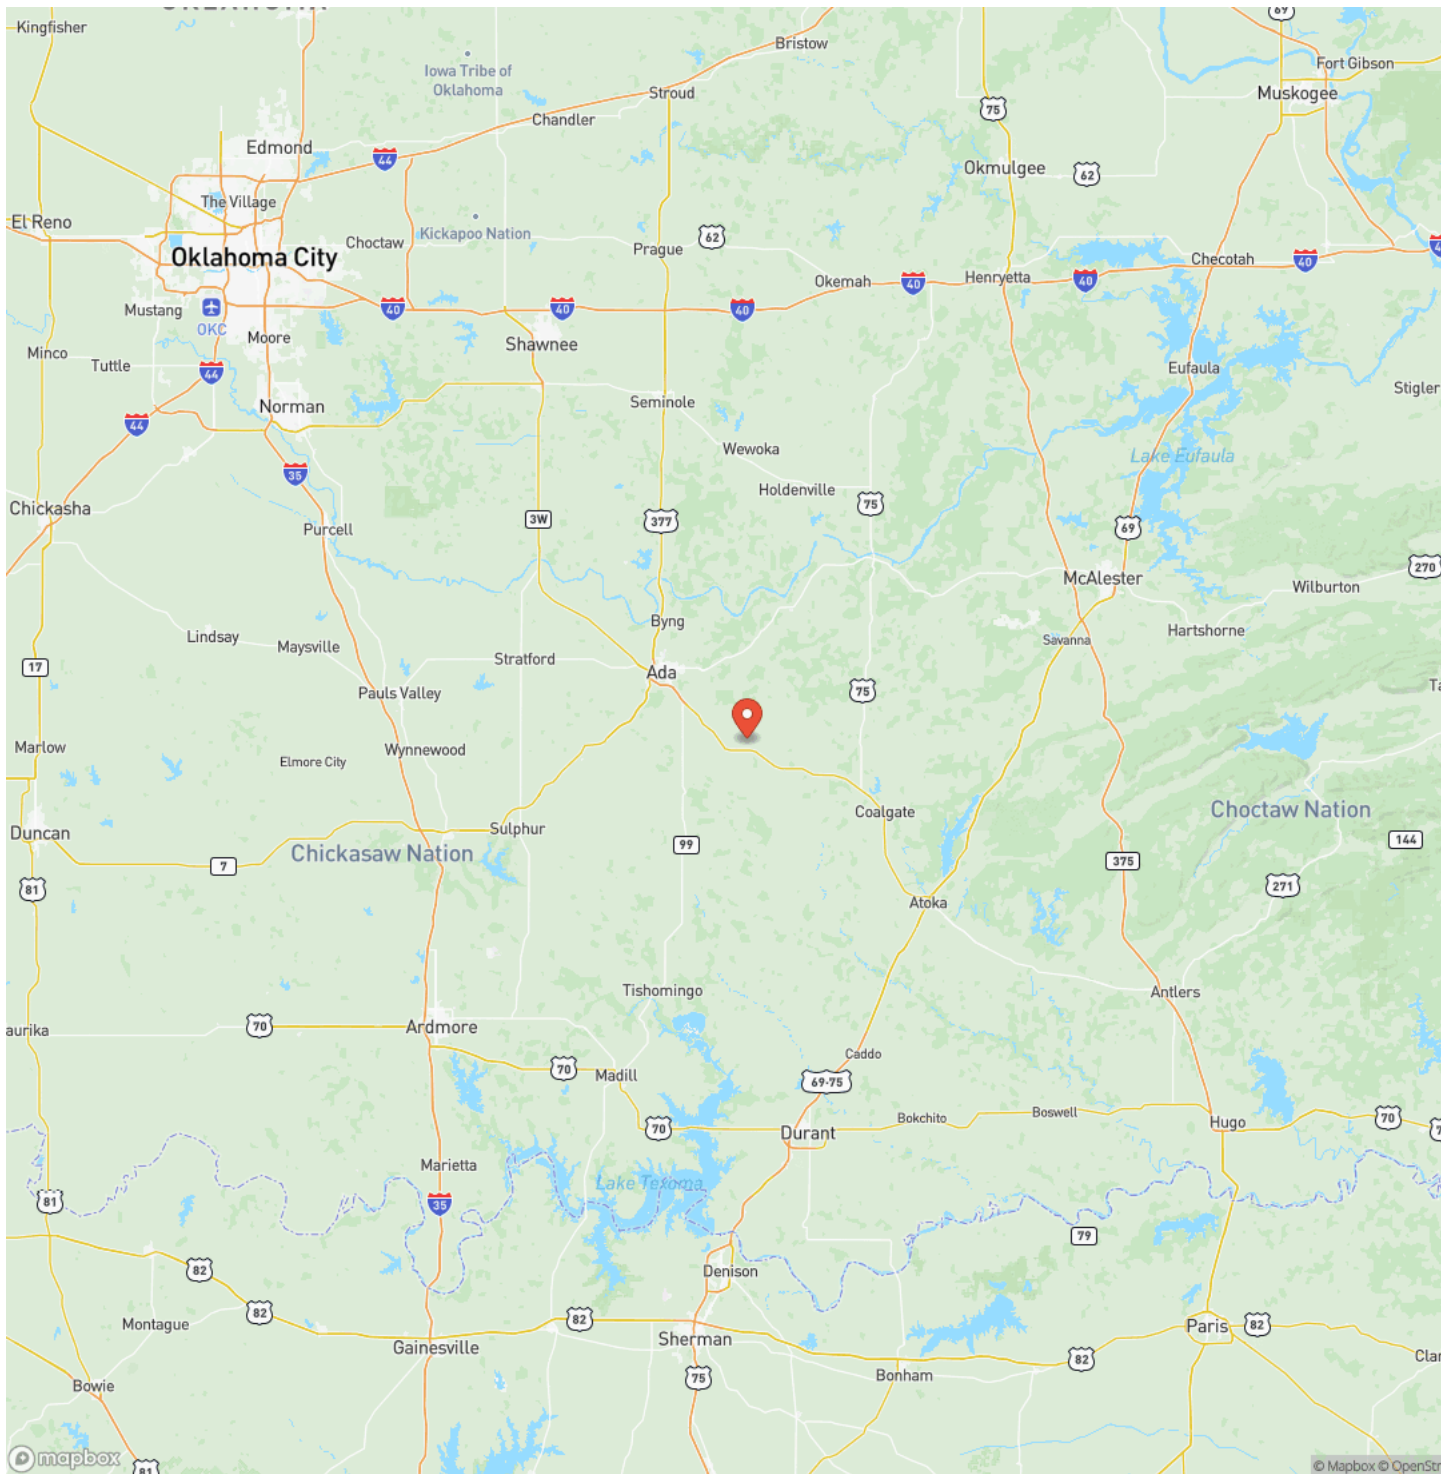 OKLAHOMA
69
Kingfisher
Bristow
Iowa Tribe of
Oklahoma
Fort Gibson
Stroud
Muskogee
75
Chandler
Edmond
44
Okmulgee
62
The Village
El Reno
Kickapoo Nation
Choctaw
62
Prague
Oklahoma City
Checotah
40
Okemah
40
Henryetta
40
Mustang
OKC
40
40
40
Moore
Shawnee
Minco
Tuttle
44
Eufaula
Stigler
Norman
Seminole
44
Wewoka
Lake Eufaula
35
Holdenville
75
Chickasha
Purcell
3W
377
69
270
McAlester
Wilburton
Byng
Lindsay
Maysville
Savanna
Hartshorne
17
Stratford
Ada
Pauls Valley
75
Ta
Marlow
Wynnewood
Elmore City
Coalgate
Choctaw Nation
Duncan
Sulphur
99
144
Chickasaw Nation
7
375
81
271
Atoka
Tishomingo
Antlers
aurika
70
Ardmore
Caddo
70
Madill
69-75
Bokchito
Boswell
70
Hugo
70
Durant
Marietta
Lake Texoma
81
35
79
82
Denison
82
82
Paris
82
Montague
Sherman
Gainesville
82
Clar
75
Bonham
Bowie
mapbox
81
© Mapbox © OpenStr